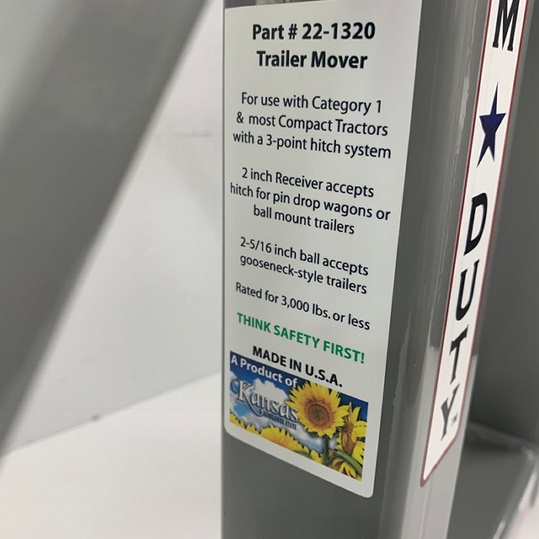 Part # 22-1320
Trailer Mover
For use with Category 1
& most Compact Tractors
with a 3-point hitch system
2 inch Receiver accepts
hitch for pin drop wagons or
ball mount trailers
2-5/16 inch ball accepts
gooseneck-style trailers
Rated for 3,000 lbs. or less
THINK SAFETY FIRST!
MADE IN U.S.A.
A Product of
Kansas
M ★ DUTY™